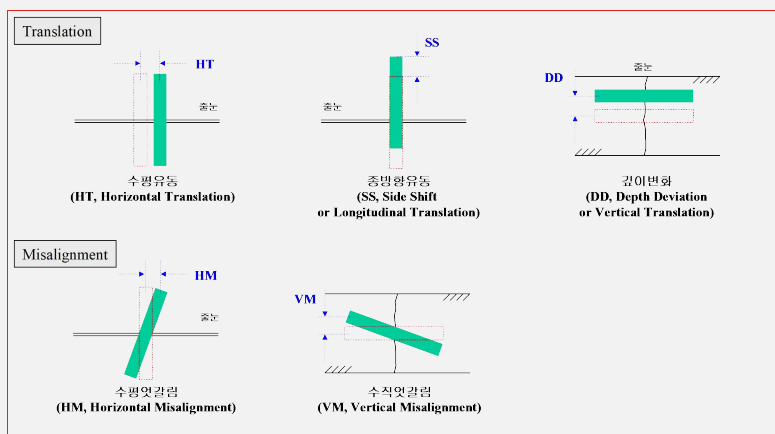 Translation
HT
줄눈
수평유동
(HT, Horizontal Translation)
SS
줄눈
종방향유동
(SS, Side Shift
or Longitudinal Translation)
줄눈
DD
깊이변화
(DD, Depth Deviation
or Vertical Translation)
Misalignment
HM
줄눈
수평엇갈림
(HM, Horizontal Misalignment)
VM
수직엇갈림
(VM, Vertical Misalignment)